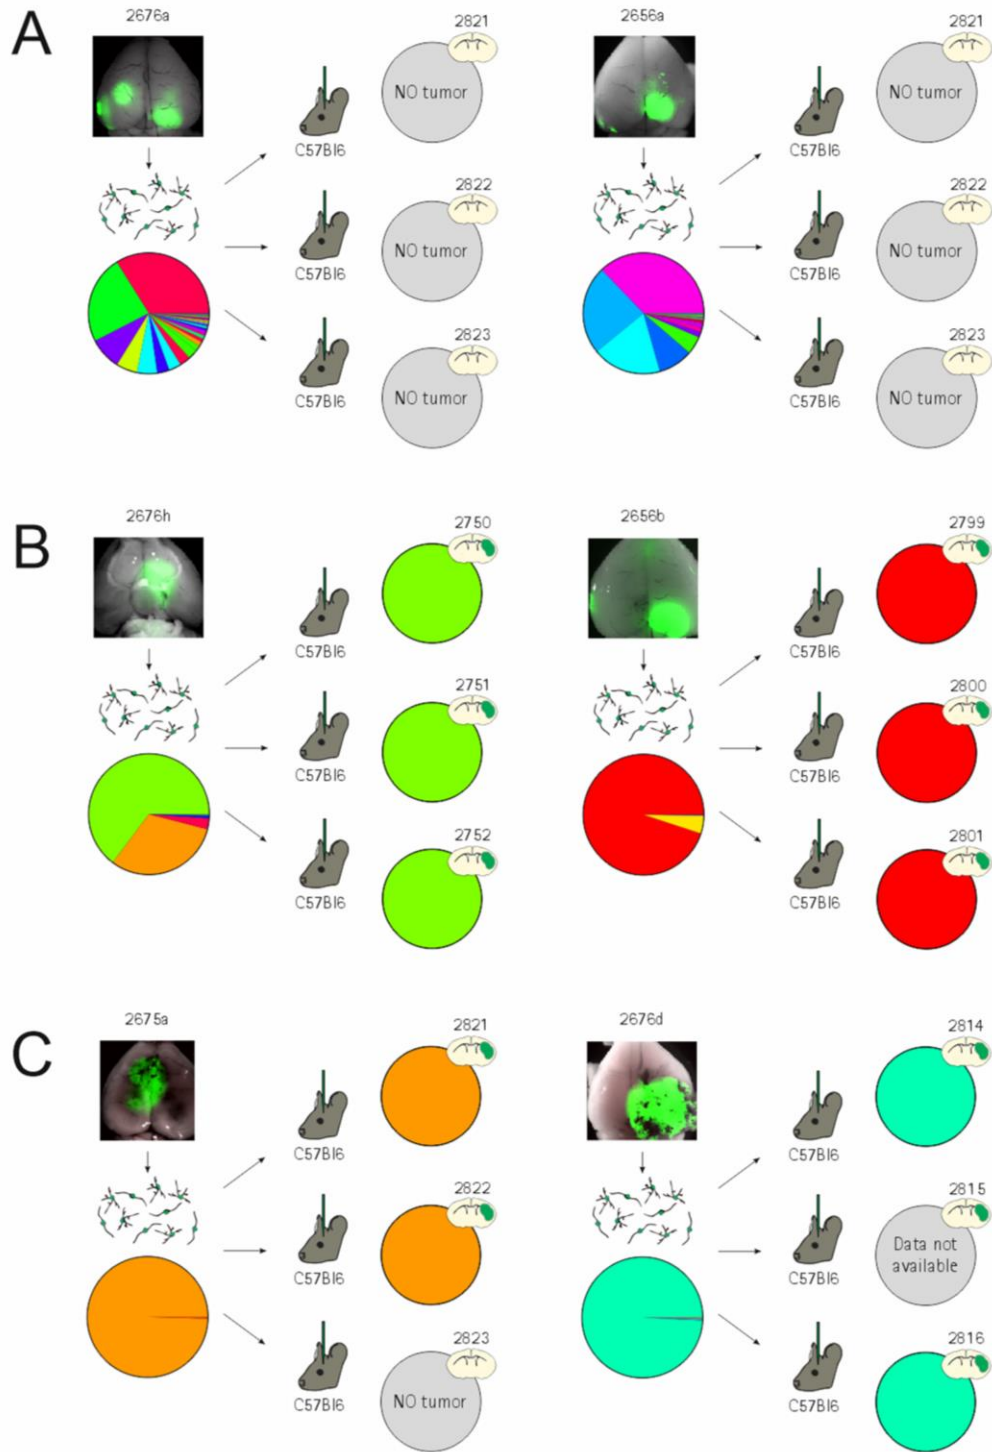 A
2676a
2821
NO tumor
C57Bl6
2822
NO tumor
C57Bl6
2823
NO tumor
C57Bl6
2656a
2821
NO tumor
C57Bl6
2822
NO tumor
C57Bl6
2823
NO tumor
C57Bl6
B
2676h
2750
C57Bl6
2751
C57Bl6
2752
C57Bl6
2656b
2799
C57Bl6
2800
C57Bl6
2801
C57Bl6
C
2675a
2821
C57Bl6
2822
C57Bl6
2823
NO tumor
C57Bl6
2676d
2814
C57Bl6
2815
Data not
available
C57Bl6
2816
C57Bl6